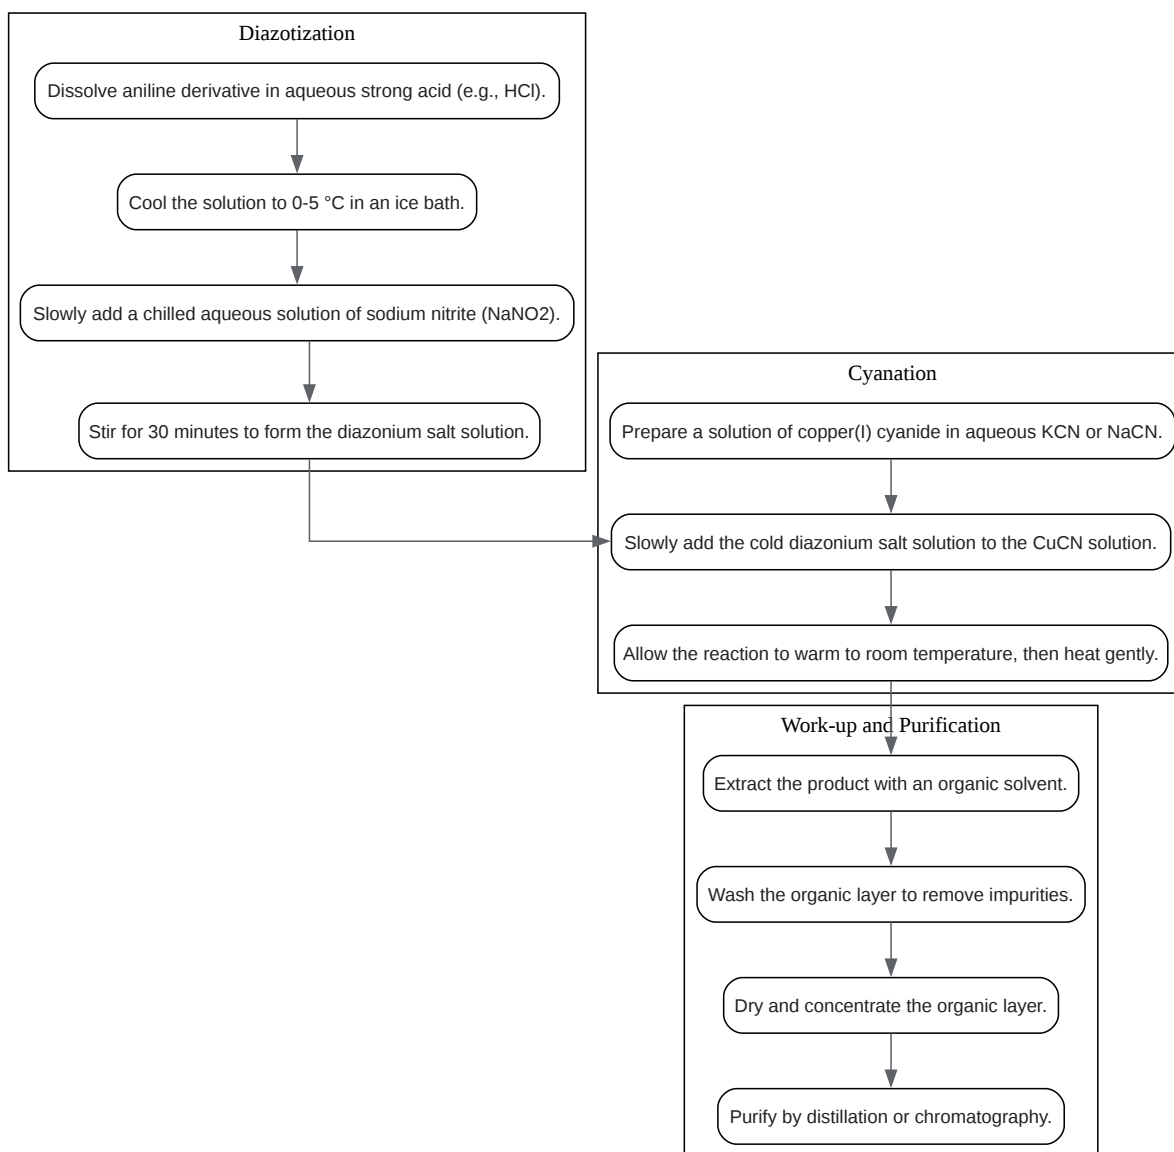 Diazotization
Dissolve aniline derivative in aqueous strong acid (e.g., HCl).
Cool the solution to 0-5 °C in an ice bath.
Slowly add a chilled aqueous solution of sodium nitrite (NaNO2).
Stir for 30 minutes to form the diazonium salt solution.
Cyanation
Prepare a solution of copper(I) cyanide in aqueous KCN or NaCN.
Slowly add the cold diazonium salt solution to the CuCN solution.
Allow the reaction to warm to room temperature, then heat gently.
Work-up and Purification
Extract the product with an organic solvent.
Wash the organic layer to remove impurities.
Dry and concentrate the organic layer.
Purify by distillation or chromatography.